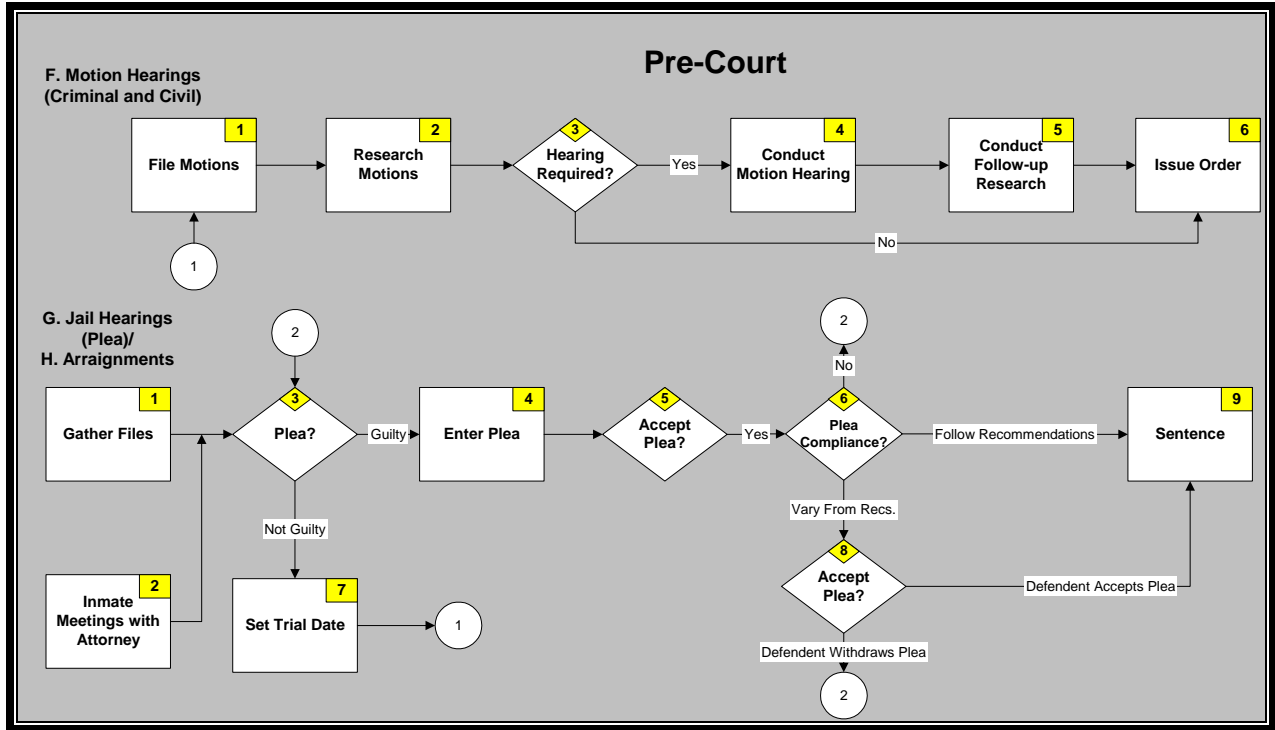 Pre-Court
F. Motion Hearings
(Criminal and Civil)
1
File Motions
2
Research
Motions
3
Hearing
Required?
Yes
4
Conduct
Motion Hearing
5
Conduct
Follow-up
Research
6
Issue Order
No
1
G. Jail Hearings
(Plea)/
H. Arraignments
2
2
No
1
Gather Files
3
Plea?
Guilty
4
Enter Plea
5
Accept
Plea?
Yes
6
Plea
Compliance?
Follow Recommendations
9
Sentence
Not Guilty
Vary From Recs.
2
Inmate
Meetings with
Attorney
7
Set Trial Date
1
8
Accept
Plea?
Defendent Accepts Plea
Defendent Withdraws Plea
2